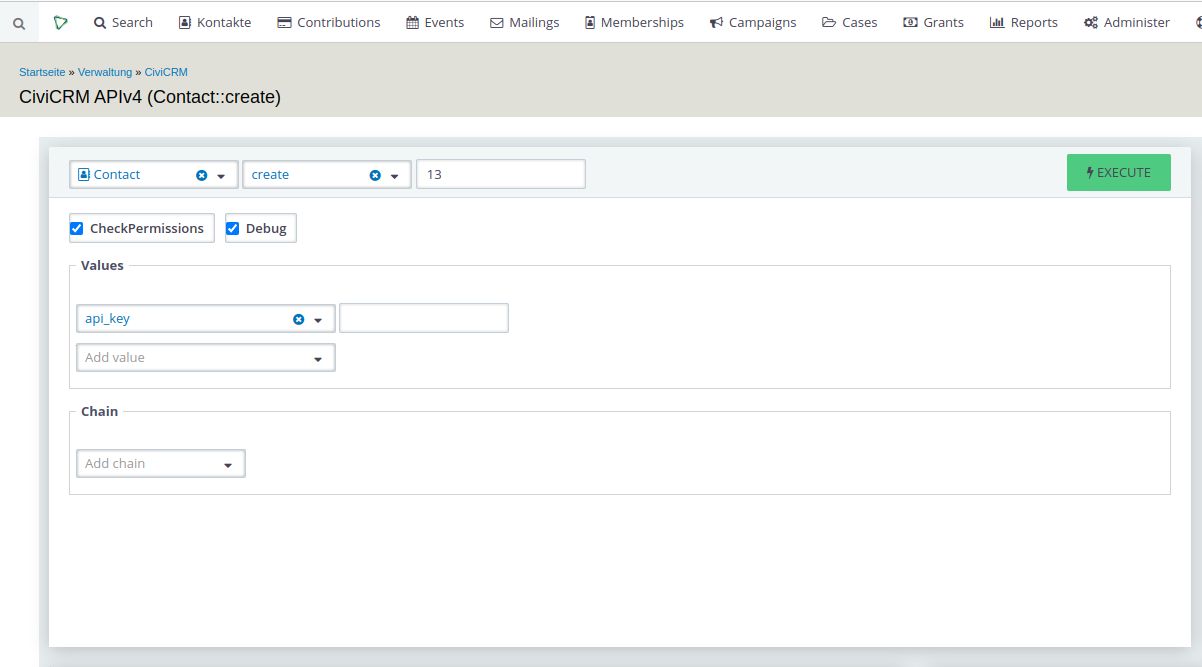 Search Kontakte Contributions Events Mailings Memberships Campaigns Cases Grants Reports Administer
Startseite » Verwaltung » CiviCRM
CiviCRM APIv4 (Contact::create)
Contact create 13 EXECUTE
CheckPermissions Debug
Values
api_key
Add value
Chain
Add chain